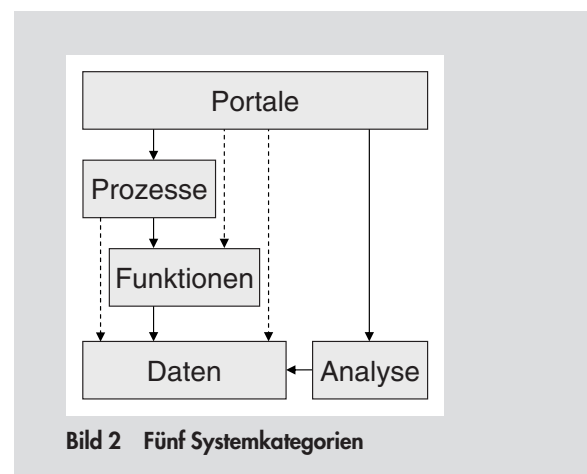 Portale
Prozesse
Funktionen
Daten
Analyse
Bild 2 Fünf Systemkategorien